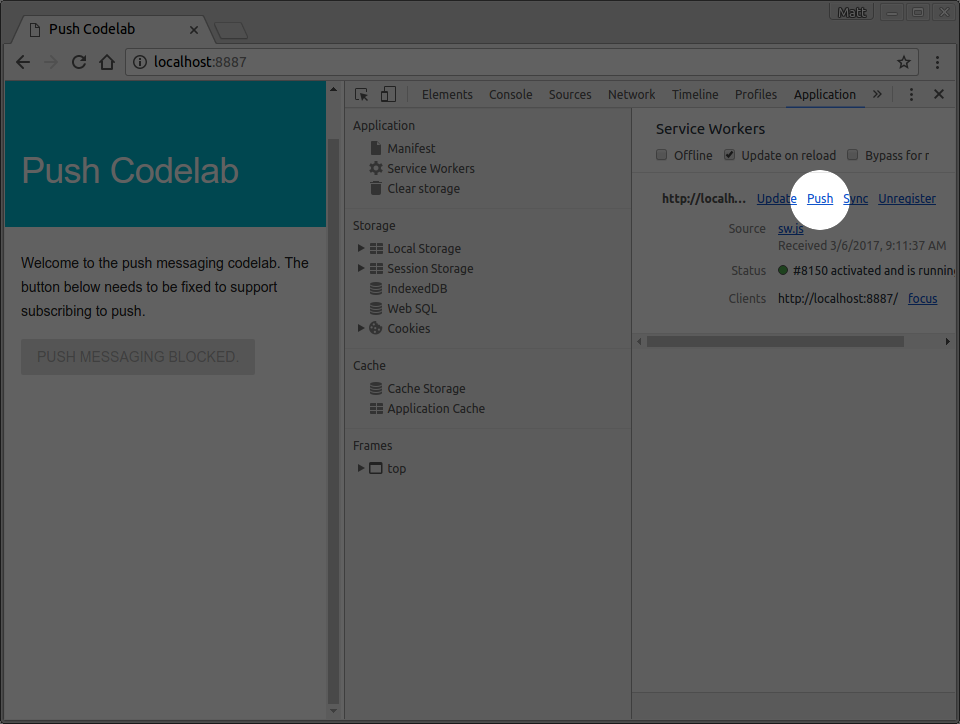 Matt
Push Codelab
localhost:8887
Elements Console Sources Network Timeline Profiles Application
Push Codelab
Welcome to the push messaging codelab. The
button below needs to be fixed to support
subscribing to push.
PUSH MESSAGING BLOCKED.
Application
Manifest
Service Workers
Clear storage
Storage
Local Storage
Session Storage
IndexedDB
Web SQL
Cookies
Cache
Cache Storage
Application Cache
Frames
top
Service Workers
Offline Update on reload Bypass for r
http://localh... Update Push Sync Unregister
Source sw.js
Received 3/6/2017, 9:11:37 AM
Status #8150 activated and is running
Clients http://localhost:8887/ focus